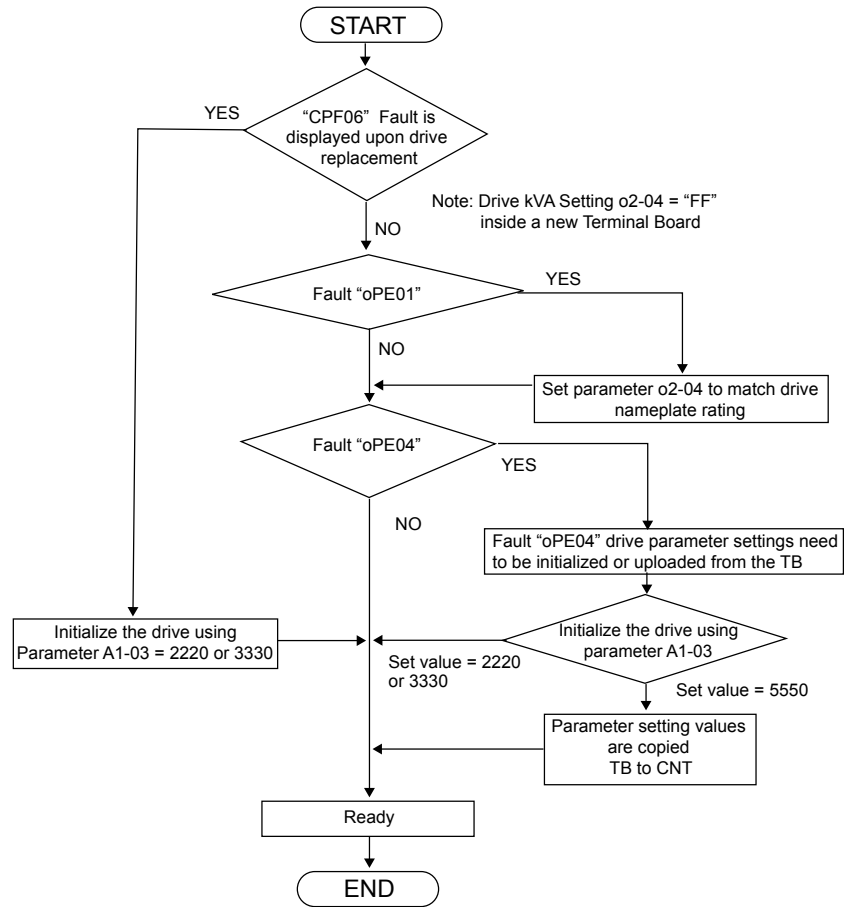 START
YES
“CPF06” Fault is
displayed upon drive
replacement
Note: Drive kVA Setting o2-04 = “FF”
inside a new Terminal Board
NO
Fault “oPE01”
YES
NO
Set parameter o2-04 to match drive
nameplate rating
Fault “oPE04”
YES
NO
Fault “oPE04” drive parameter settings need
to be initialized or uploaded from the TB
Initialize the drive using
Parameter A1-03 = 2220 or 3330
Initialize the drive using
parameter A1-03
Set value = 2220
or 3330
Set value = 5550
Parameter setting values
are copied
TB to CNT
Ready
END